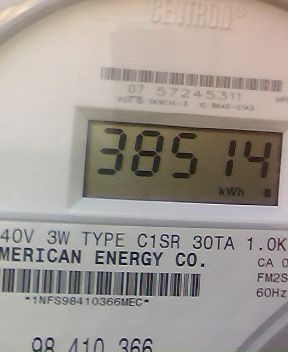 CENTRON®
07 57245311
38514
kWh
40V 3W TYPE C1SR 30TA 1.0K
MERICAN ENERGY CO.
CA 0
FM2S
60Hz
*1NFS98410366MEC*
98 410 366